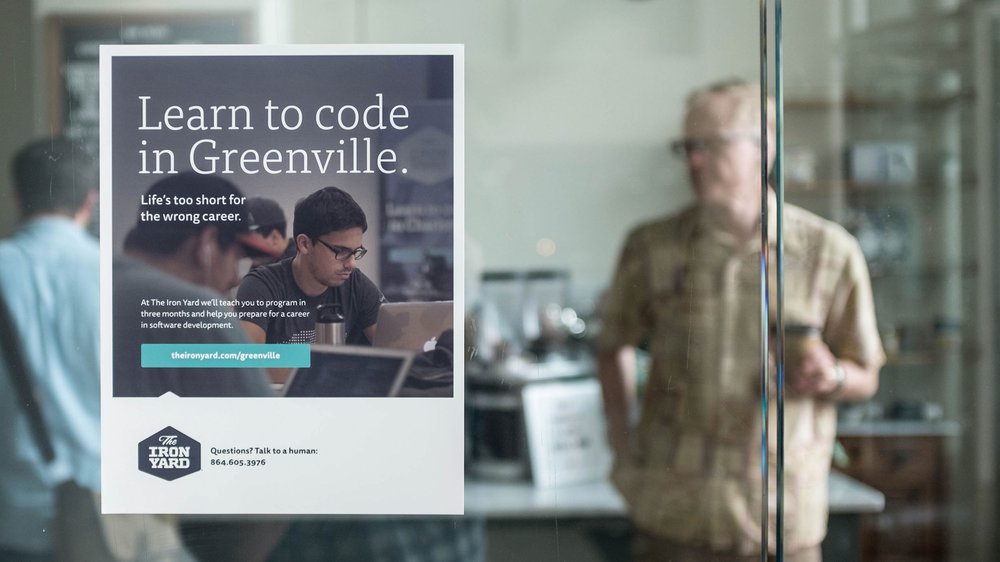 Learn to code
in Greenville.
Life's too short for
the wrong career.
At The Iron Yard we'll teach you to program in
three months and help you prepare for a career
in software development.
theironyard.com/greenville
The
IRON
YARD
Questions? Talk to a human:
864.605.3976